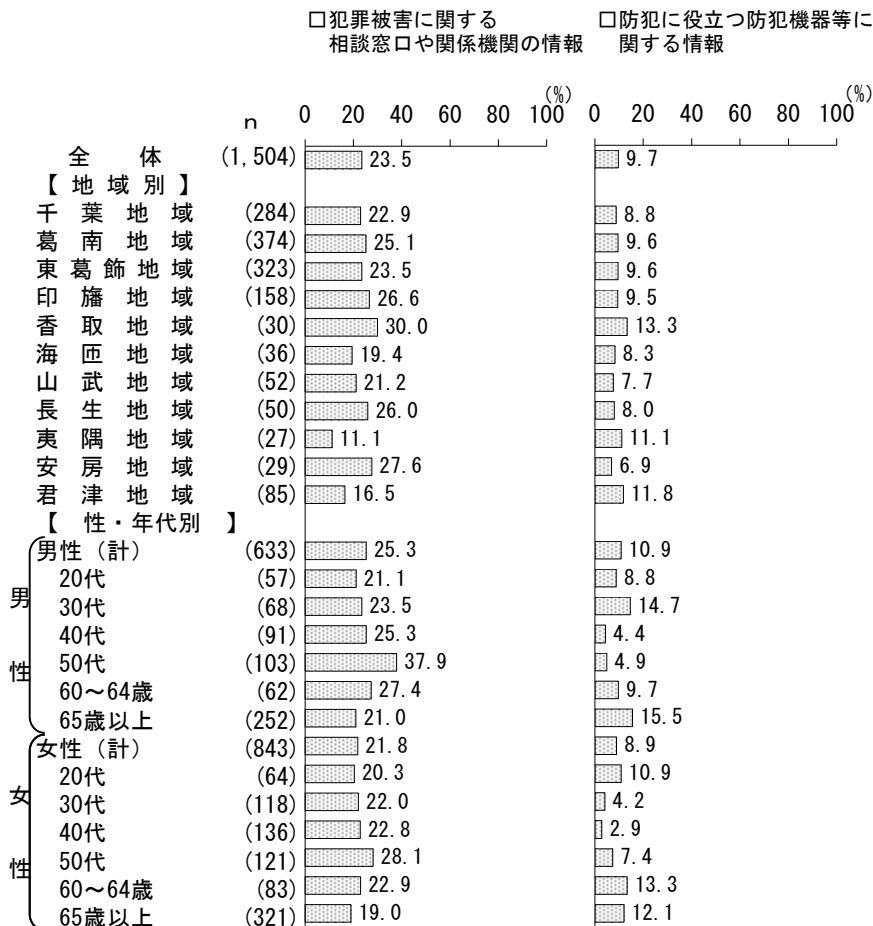 □犯罪被害に関する
相談窓口や関係機関の情報
□防犯に役立つ防犯機器等に
関する情報
(%) (%)
n 0 20 40 60 80 100 0 20 40 60 80 100
全体 (1,504) 23.5 9.7
【地域別】
千葉地域 (284) 22.9 8.8
葛南地域 (374) 25.1 9.6
東葛飾地域 (323) 23.5 9.6
印旛地域 (158) 26.6 9.5
香取地域 (30) 30.0 13.3
海匝地域 (36) 19.4 8.3
山武地域 (52) 21.2 7.7
長生地域 (50) 26.0 8.0
夷隅地域 (27) 11.1 11.1
安房地域 (29) 27.6 6.9
君津地域 (85) 16.5 11.8
【性・年代別】
男性
男性(計) (633) 25.3 10.9
20代 (57) 21.1 8.8
30代 (68) 23.5 14.7
40代 (91) 25.3 4.4
50代 (103) 37.9 4.9
60～64歳 (62) 27.4 9.7
65歳以上 (252) 21.0 15.5
女性
女性(計) (843) 21.8 8.9
20代 (64) 20.3 10.9
30代 (118) 22.0 4.2
40代 (136) 22.8 2.9
50代 (121) 28.1 7.4
60～64歳 (83) 22.9 13.3
65歳以上 (321) 19.0 12.1